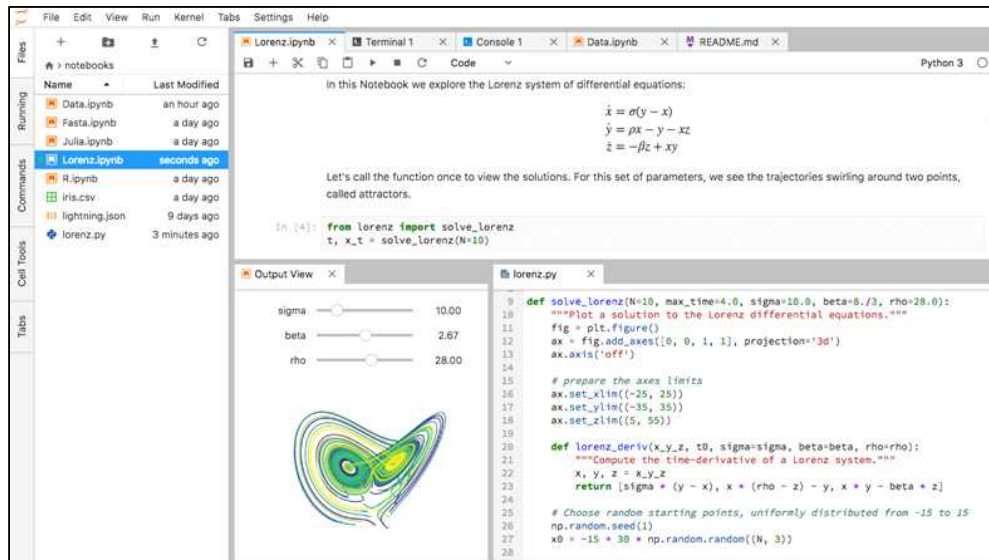 File Edit View Run Kernel Tabs Settings Help
Files
Running
Commands
Cell Tools
Tabs
> notebooks
Name Last Modified
Data.ipynb an hour ago
Fasta.ipynb a day ago
Julia.ipynb a day ago
Lorenz.ipynb seconds ago
R.ipynb a day ago
iris.csv a day ago
lightning.json 9 days ago
lorenz.py 3 minutes ago
Lorenz.ipynb × Terminal 1 × Console 1 × Data.ipynb × README.md ×
Code Python 3
In this Notebook we explore the Lorenz system of differential equations:
ẋ = σ(y − x)
ẏ = ρx − y − xz
ż = −βz + xy
Let's call the function once to view the solutions. For this set of parameters, we see the trajectories swirling around two points,
called attractors.
In [4]: from lorenz import solve_lorenz
t, x_t = solve_lorenz(N=10)
Output View ×
sigma 10.00
beta 2.67
rho 28.00
lorenz.py ×
9 def solve_lorenz(N=10, max_time=4.0, sigma=10.0, beta=8./3, rho=28.0):
10 """Plot a solution to the Lorenz differential equations."""
11 fig = plt.figure()
12 ax = fig.add_axes([0, 0, 1, 1], projection='3d')
13 ax.axis('off')
14
15 # prepare the axes limits
16 ax.set_xlim((-25, 25))
17 ax.set_ylim((-35, 35))
18 ax.set_zlim((5, 55))
19
20 def lorenz_deriv(x_y_z, t0, sigma=sigma, beta=beta, rho=rho):
21 """Compute the time-derivative of a Lorenz system."""
22 x, y, z = x_y_z
23 return [sigma * (y - x), x * (rho - z) - y, x * y - beta * z]
24
25 # Choose random starting points, uniformly distributed from -15 to 15
26 np.random.seed(1)
27 x0 = -15 + 30 * np.random.random((N, 3))
28